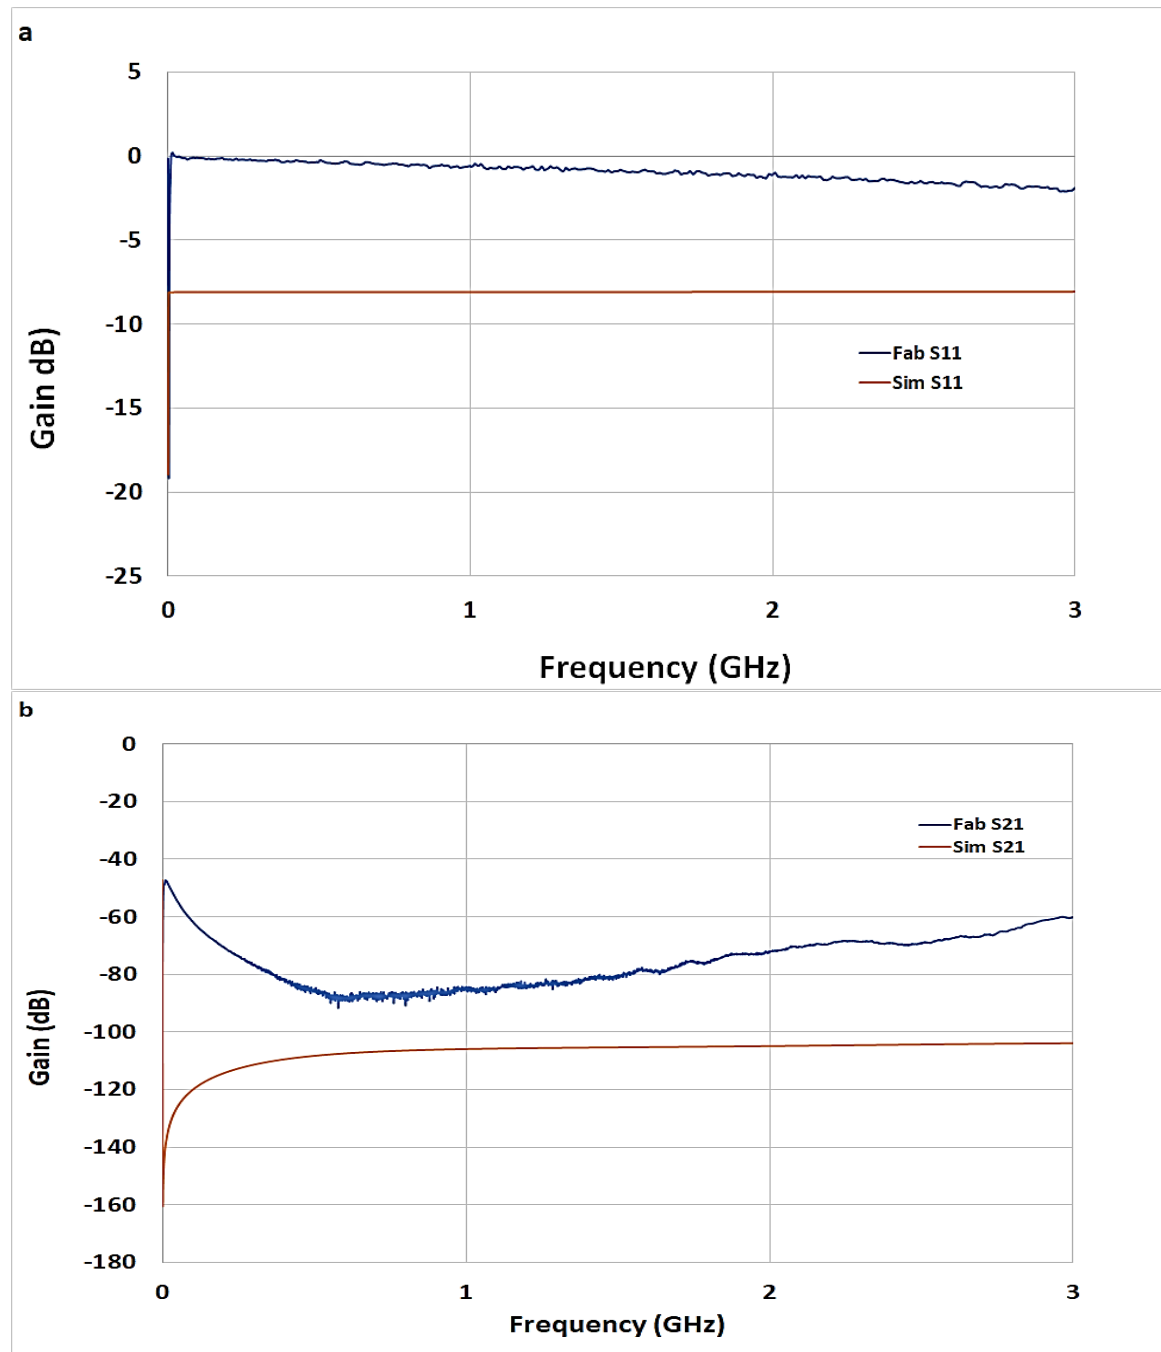 a
5
0
-5
-10
-15
-20
-25
Gain dB)
Fab S11
Sim S11
0 1 2 3
Frequency (GHz)
b
0
-20
-40
-60
-80
-100
-120
-140
-160
-180
Gain (dB)
Fab S21
Sim S21
0 1 2 3
Frequency (GHz)